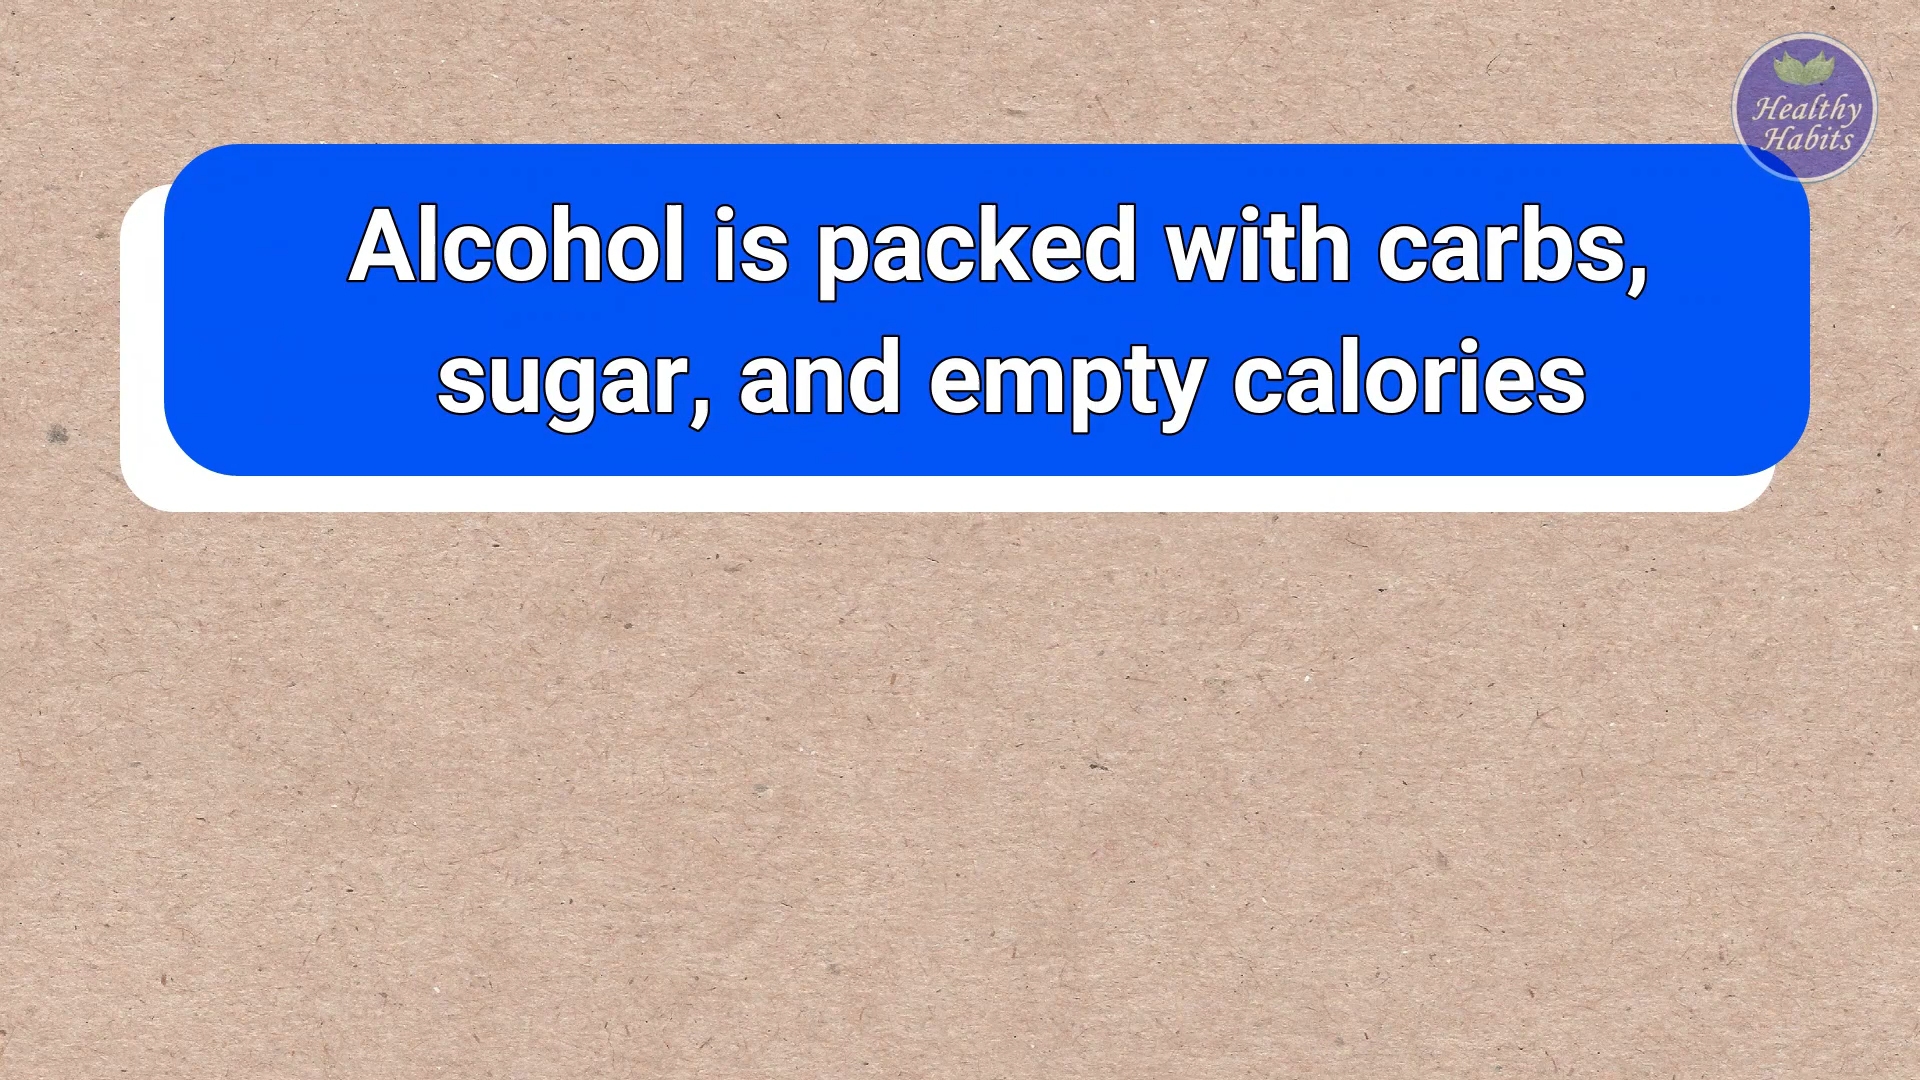 Healthy
Habits
Alcohol is packed with carbs,
sugar, and empty calories